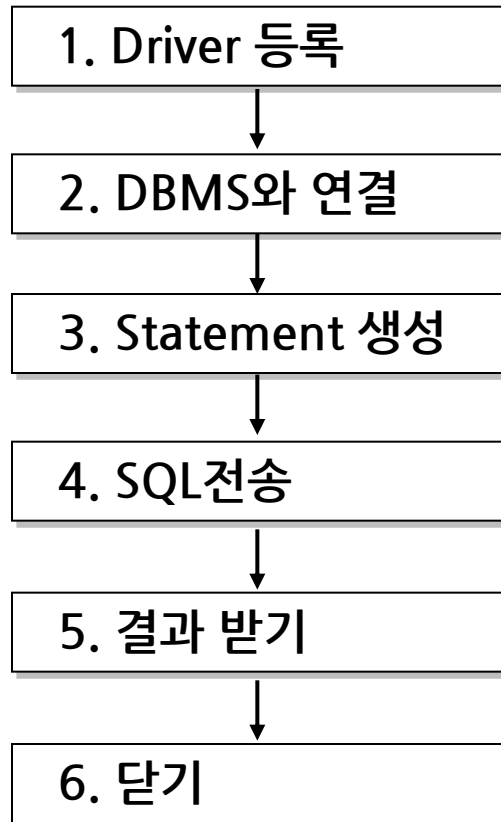 1. Driver 등록
2. DBMS와 연결
3. Statement 생성
4. SQL전송
5. 결과 받기
6. 닫기